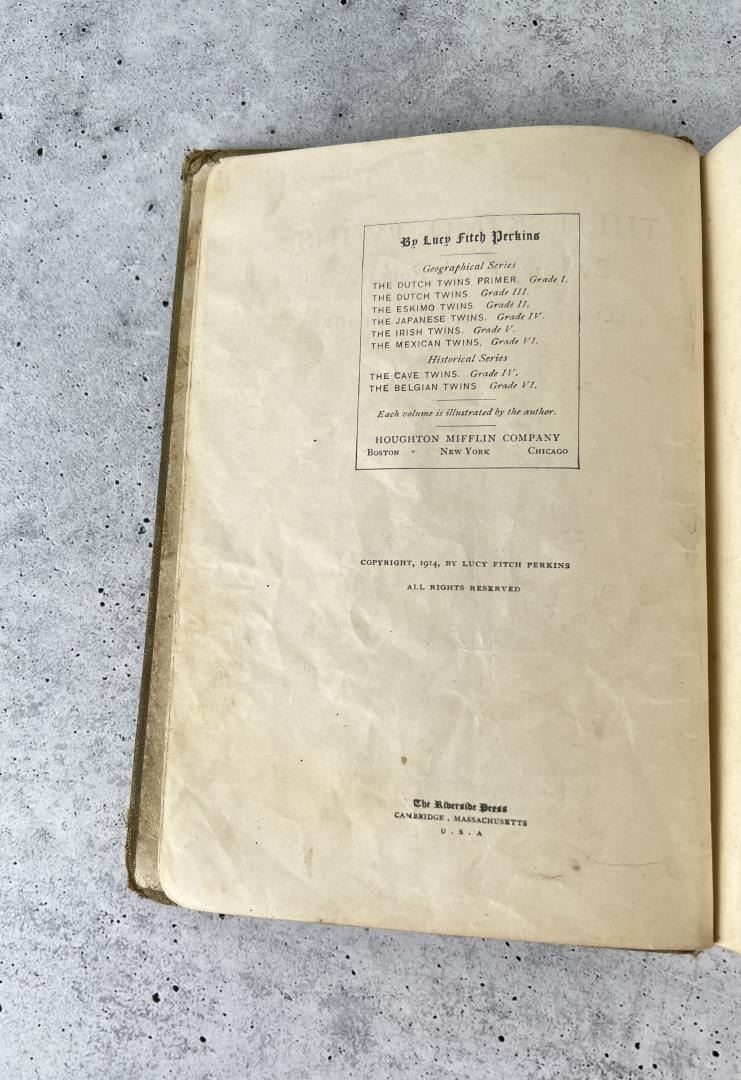 By Lucy Fitch Perkins
Geographical Series
THE DUTCH TWINS PRIMER. Grade I.
THE DUTCH TWINS. Grade III.
THE ESKIMO TWINS. Grade II.
THE JAPANESE TWINS. Grade IV.
THE IRISH TWINS. Grade V.
THE MEXICAN TWINS. Grade VI.
Historical Series
THE CAVE TWINS. Grade IV.
THE BELGIAN TWINS Grade VI.
Each volume is illustrated by the author.
HOUGHTON MIFFLIN COMPANY
BOSTON NEW YORK CHICAGO
COPYRIGHT, 1914, BY LUCY FITCH PERKINS
ALL RIGHTS RESERVED
The Riverside Press
CAMBRIDGE . MASSACHUSETTS
U . S . A